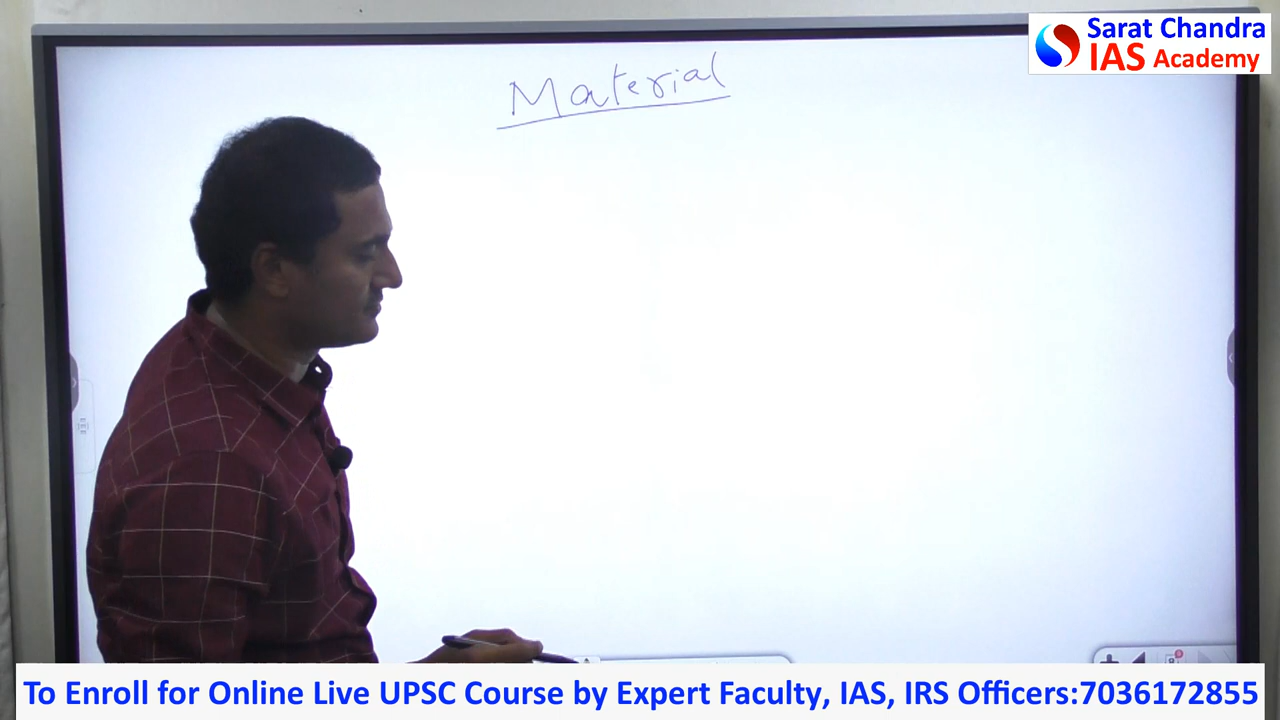 Sarat Chandra
IAS Academy
Material
To Enroll for Online Live UPSC Course by Expert Faculty, IAS, IRS Officers:7036172855